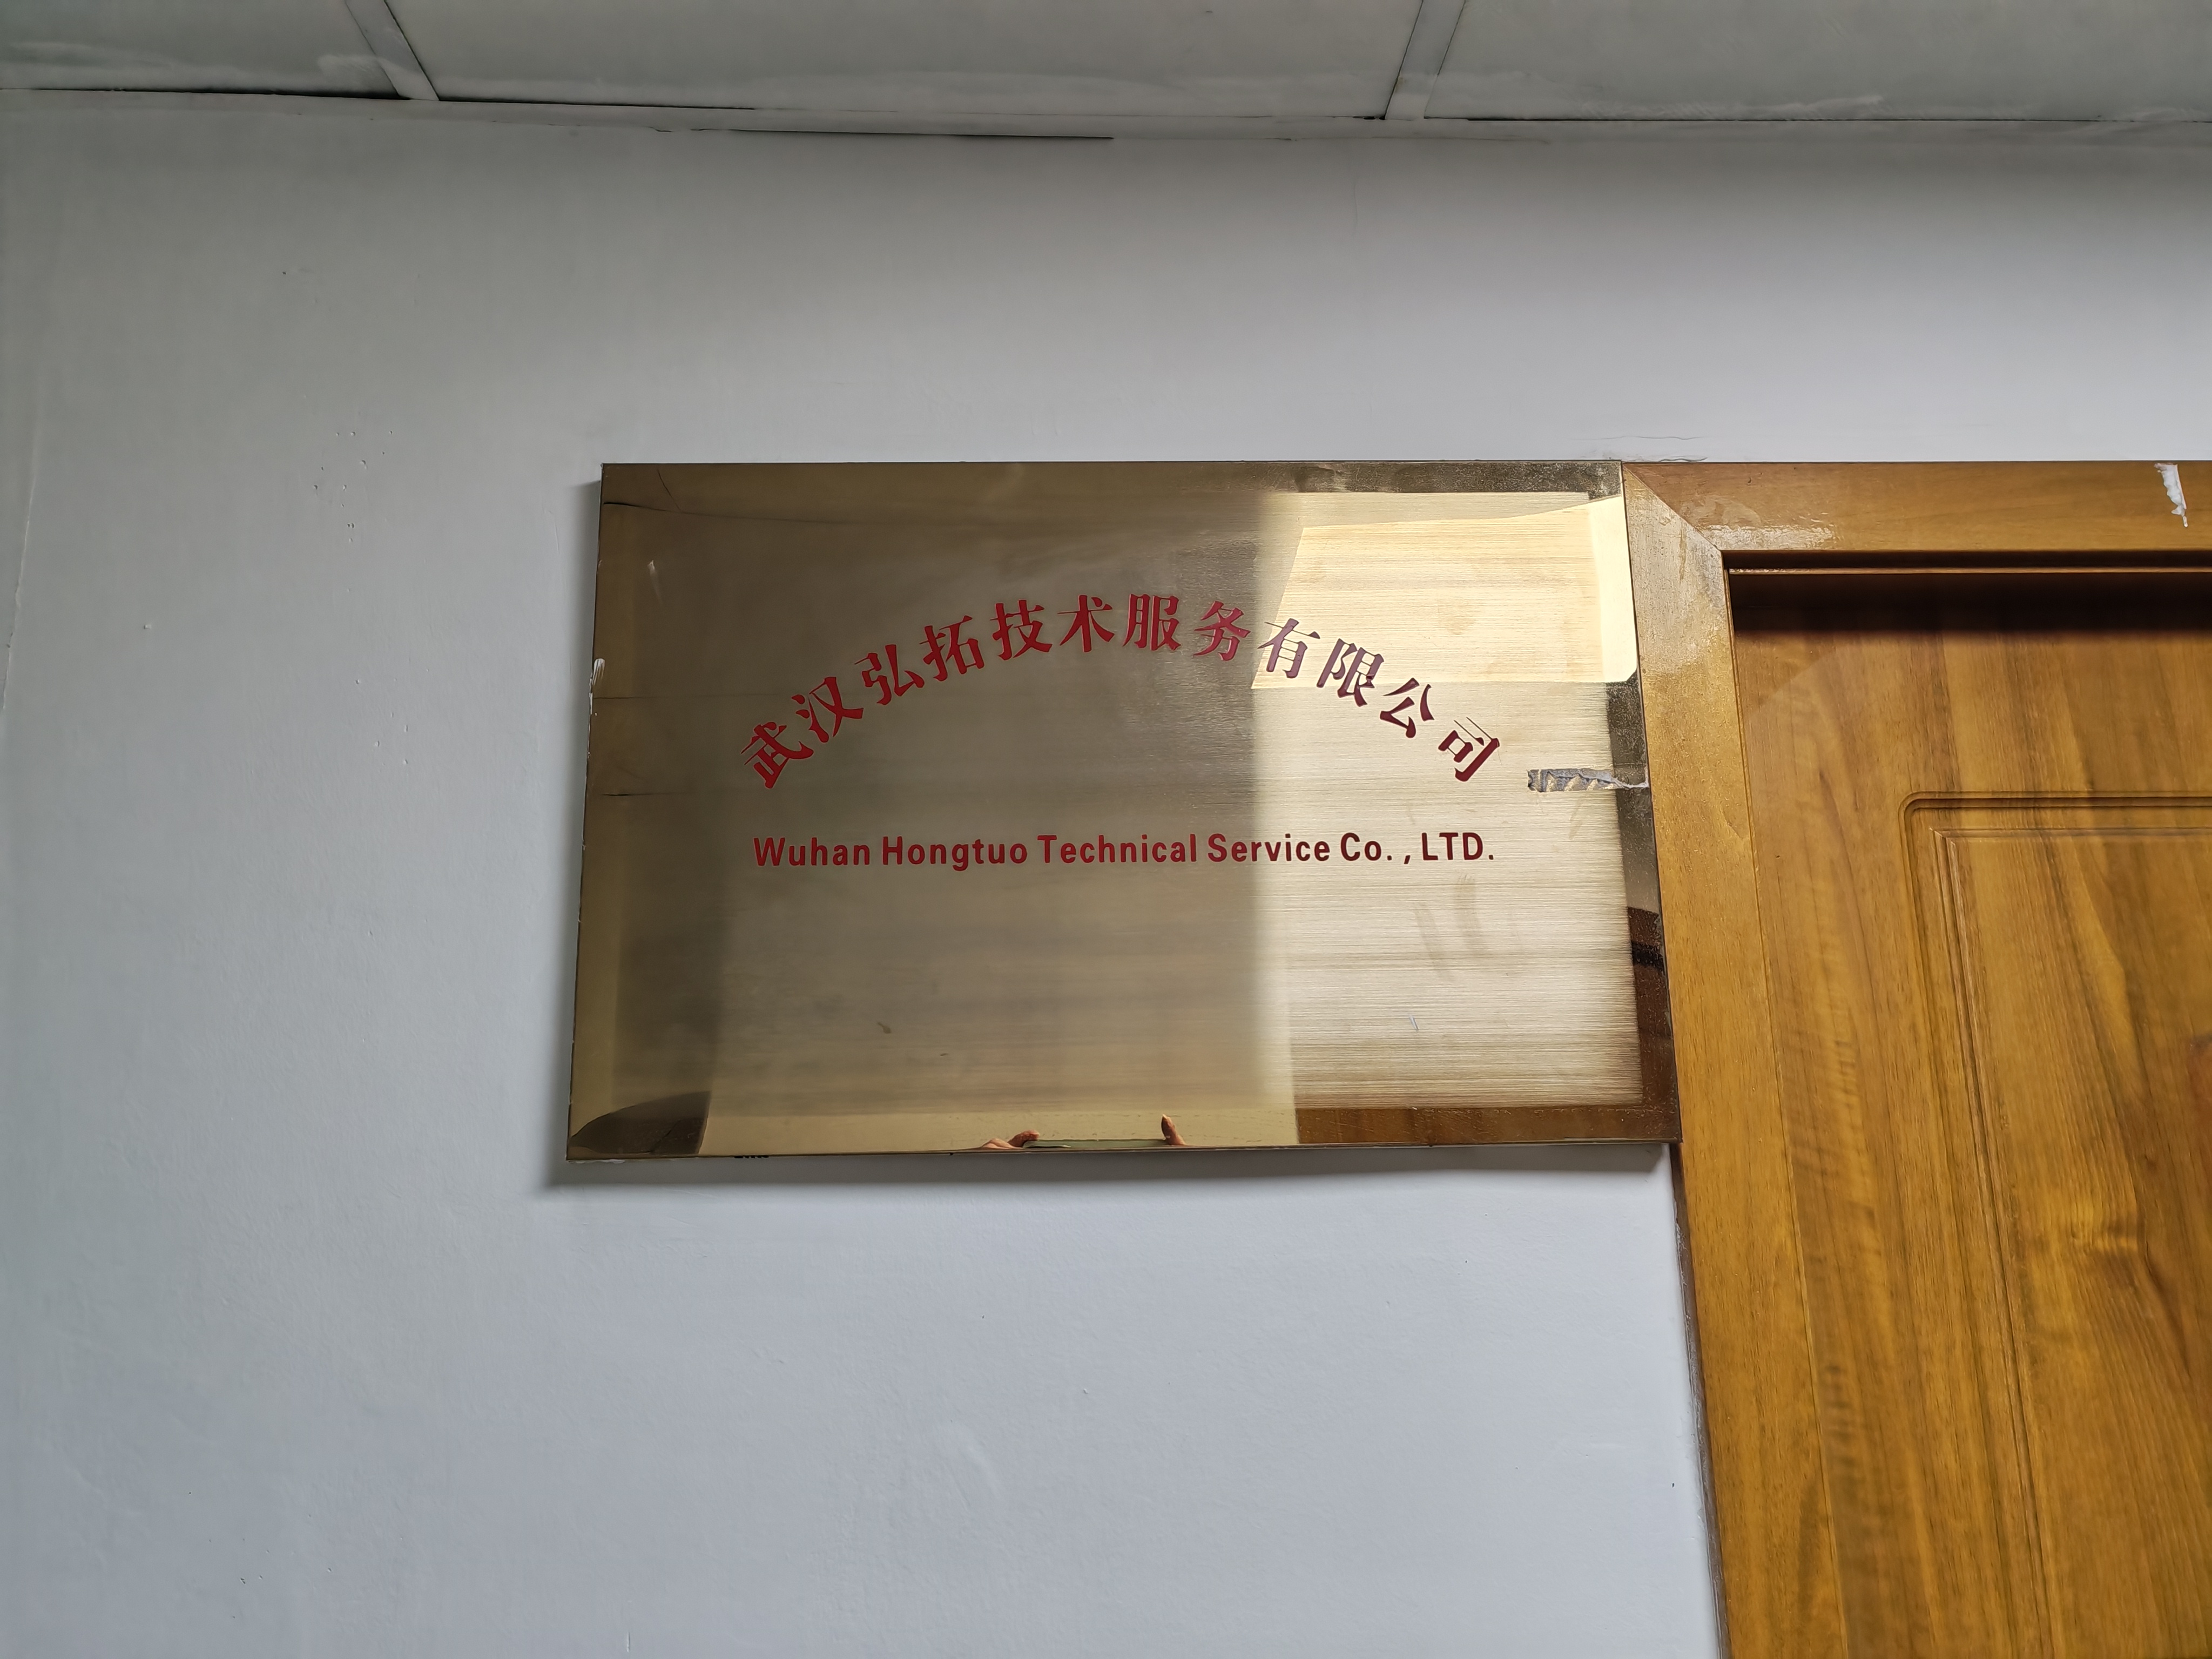 武汉弘拓技术服务有限公司
Wuhan Hongtuo Technical Service Co. , LTD.